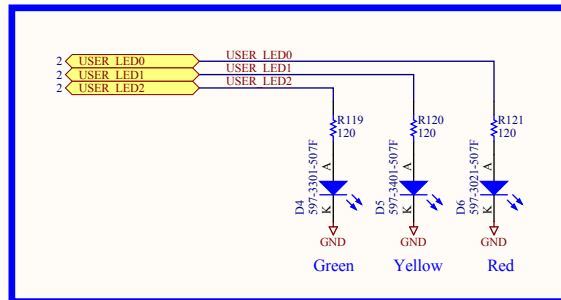 2 USER_LED0 USER_LED0
2 USER_LED1 USER_LED1
2 USER_LED2 USER_LED2
R119 R120 R121
120 120 120
A A A
597-3301-507F 597-3401-507F 597-3021-507F
D4 D5 D6
K K K
GND GND GND
Green Yellow Red